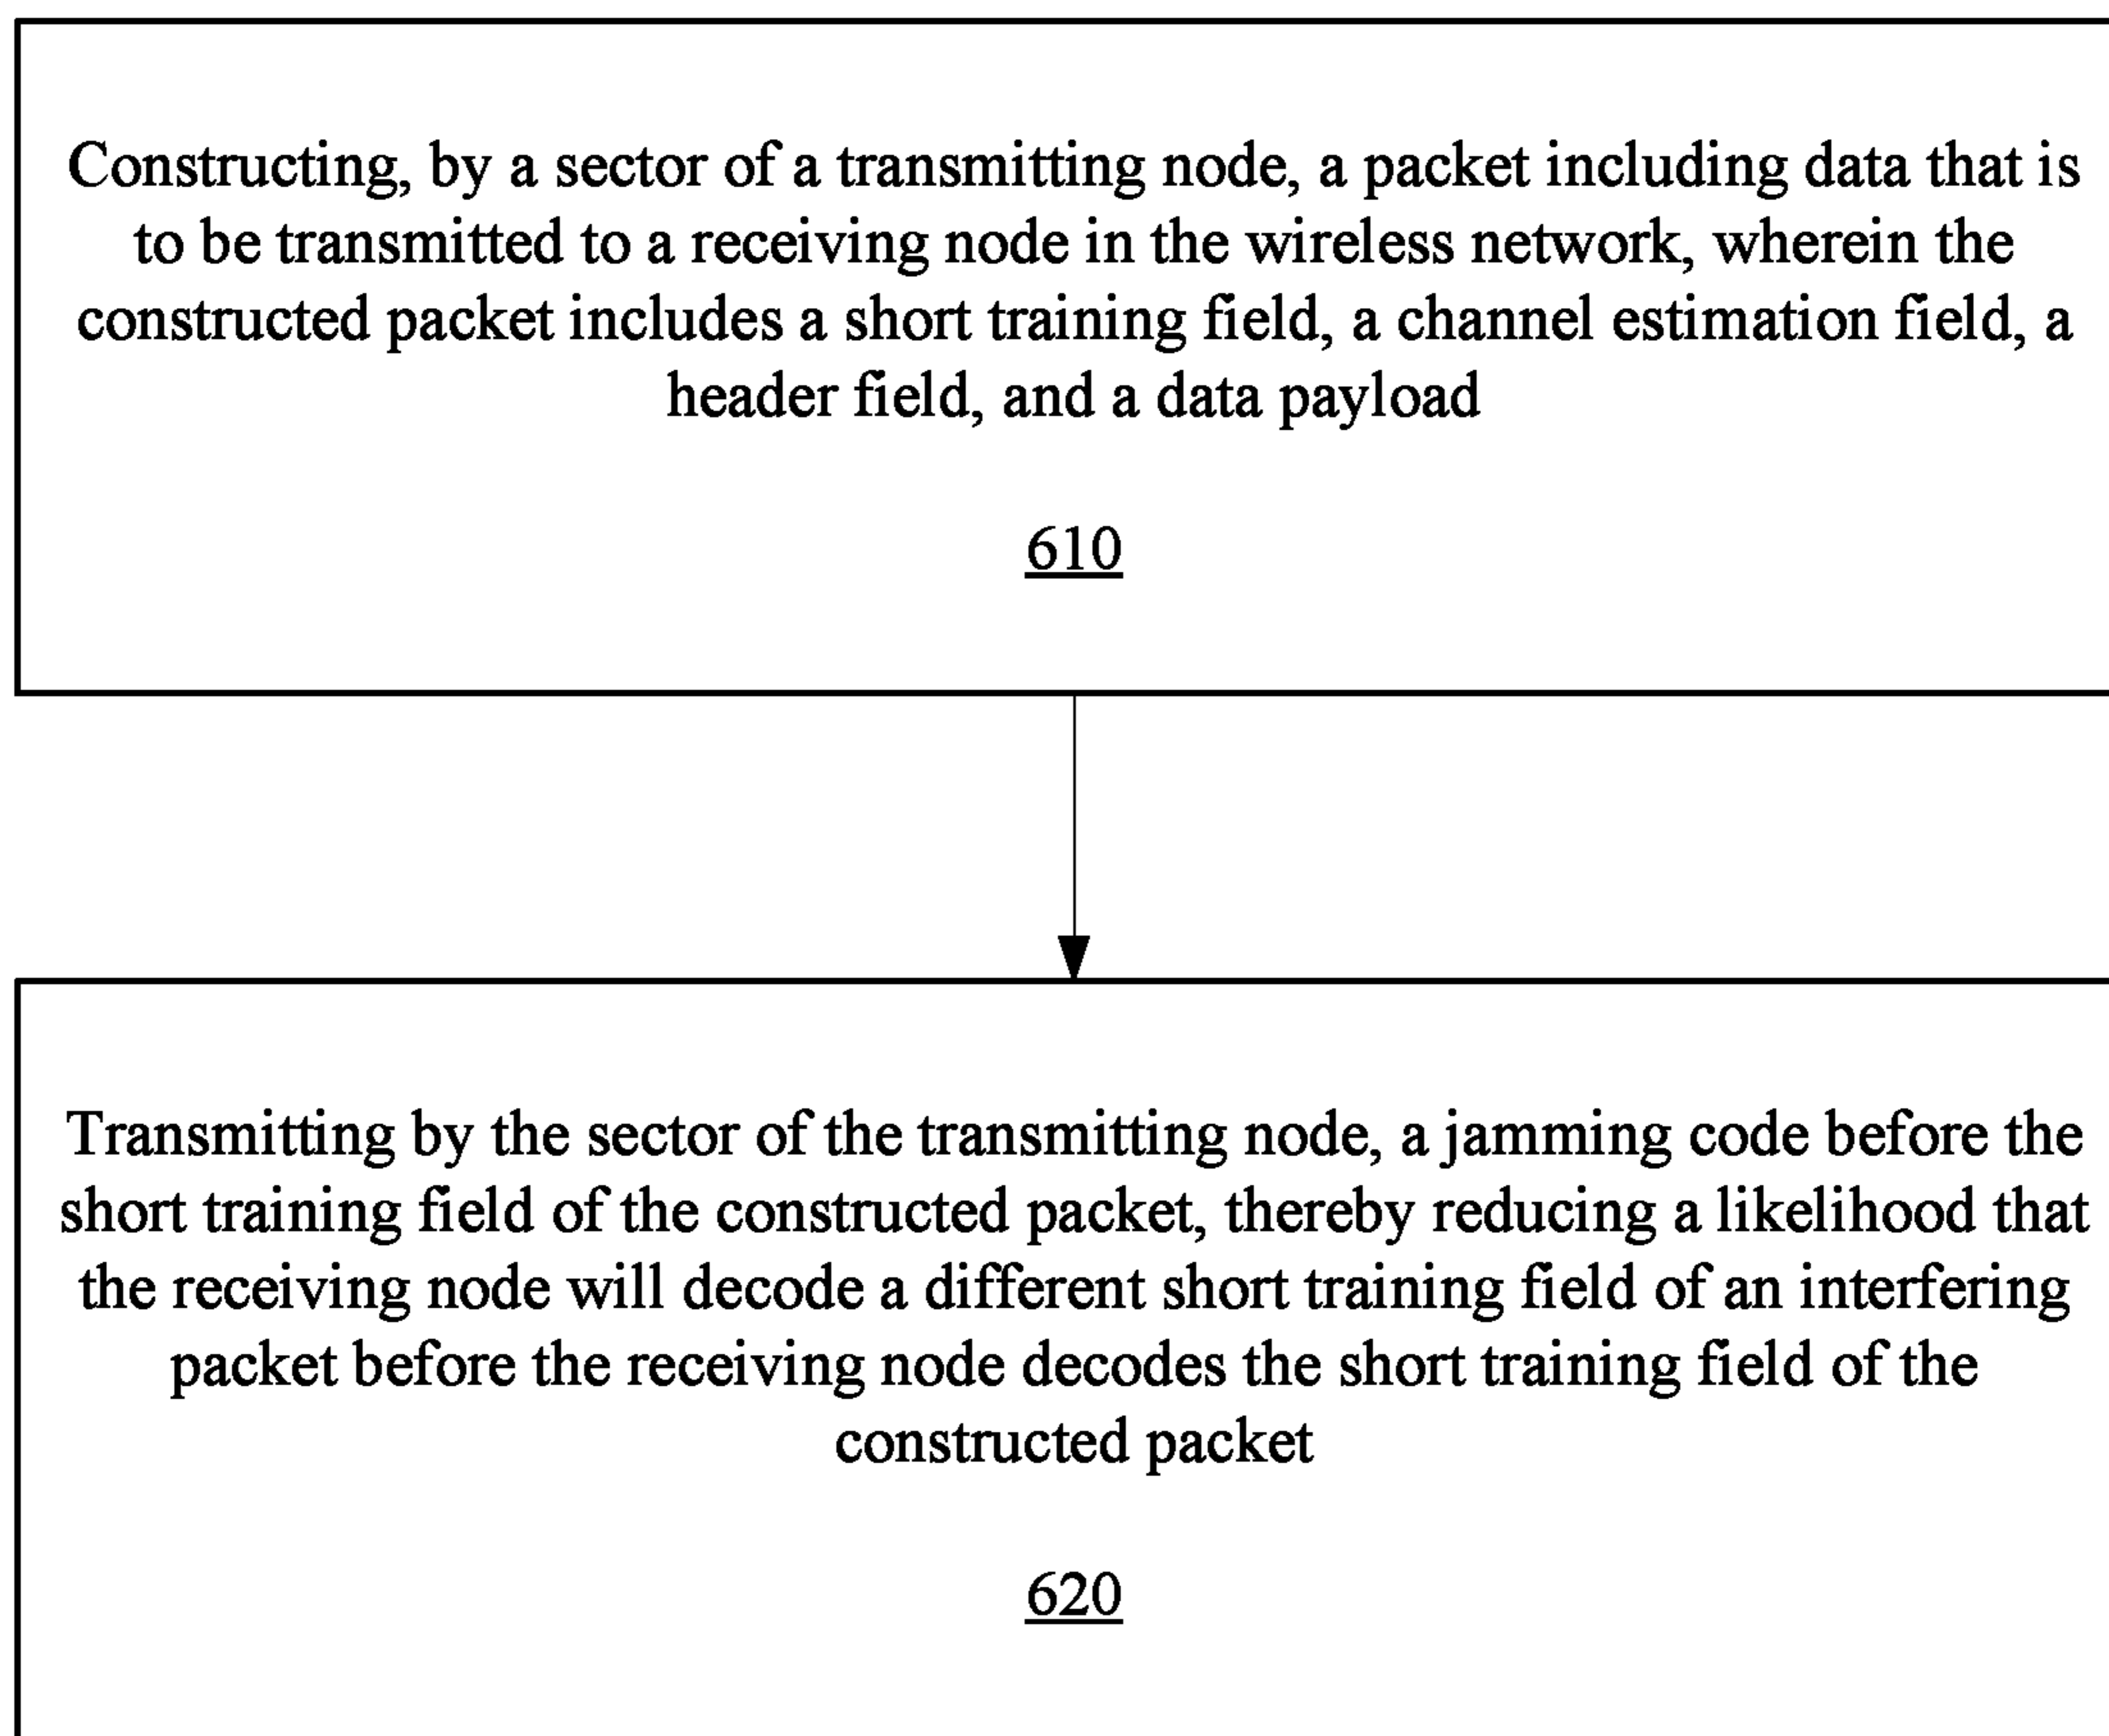 Constructing, by a sector of a transmitting node, a packet including data that is
to be transmitted to a receiving node in the wireless network, wherein the
constructed packet includes a short training field, a channel estimation field, a
header field, and a data payload
610
Transmitting by the sector of the transmitting node, a jamming code before the
short training field of the constructed packet, thereby reducing a likelihood that
the receiving node will decode a different short training field of an interfering
packet before the receiving node decodes the short training field of the
constructed packet
620